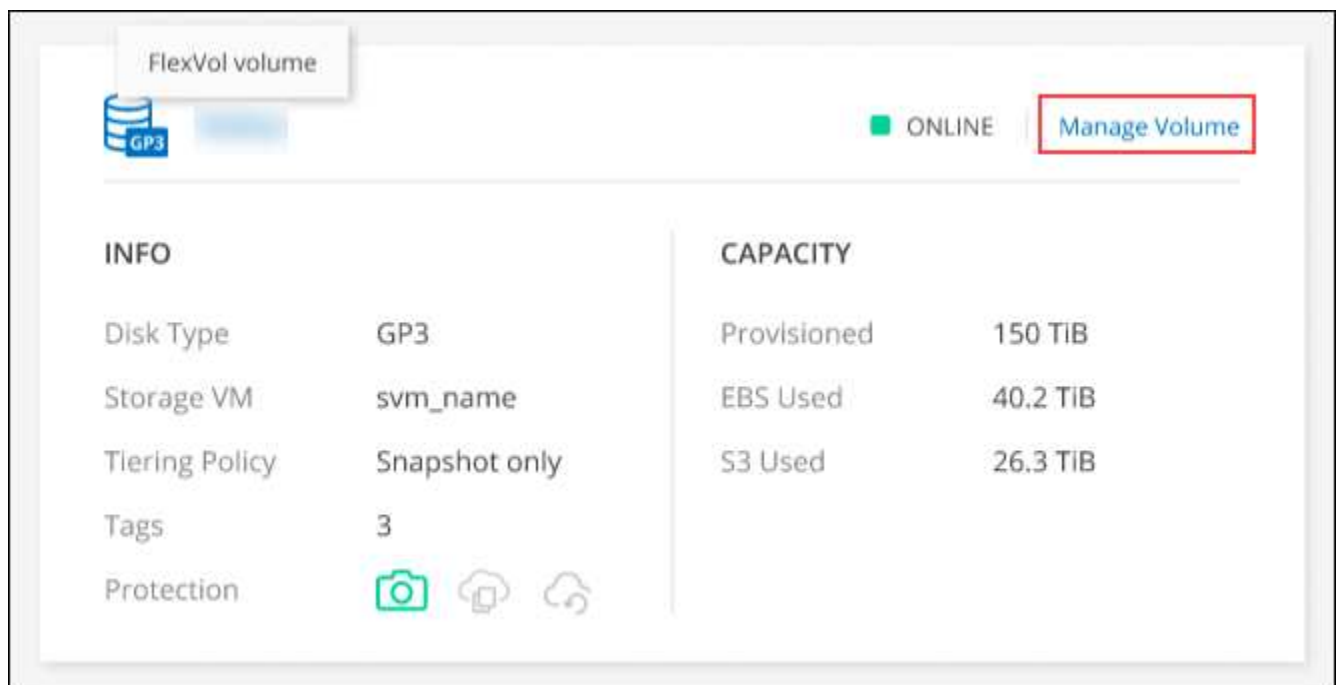 FlexVol volume
GP3
ONLINE
Manage Volume
INFO
Disk Type GP3
Storage VM svm_name
Tiering Policy Snapshot only
Tags 3
Protection
CAPACITY
Provisioned 150 TiB
EBS Used 40.2 TiB
S3 Used 26.3 TiB